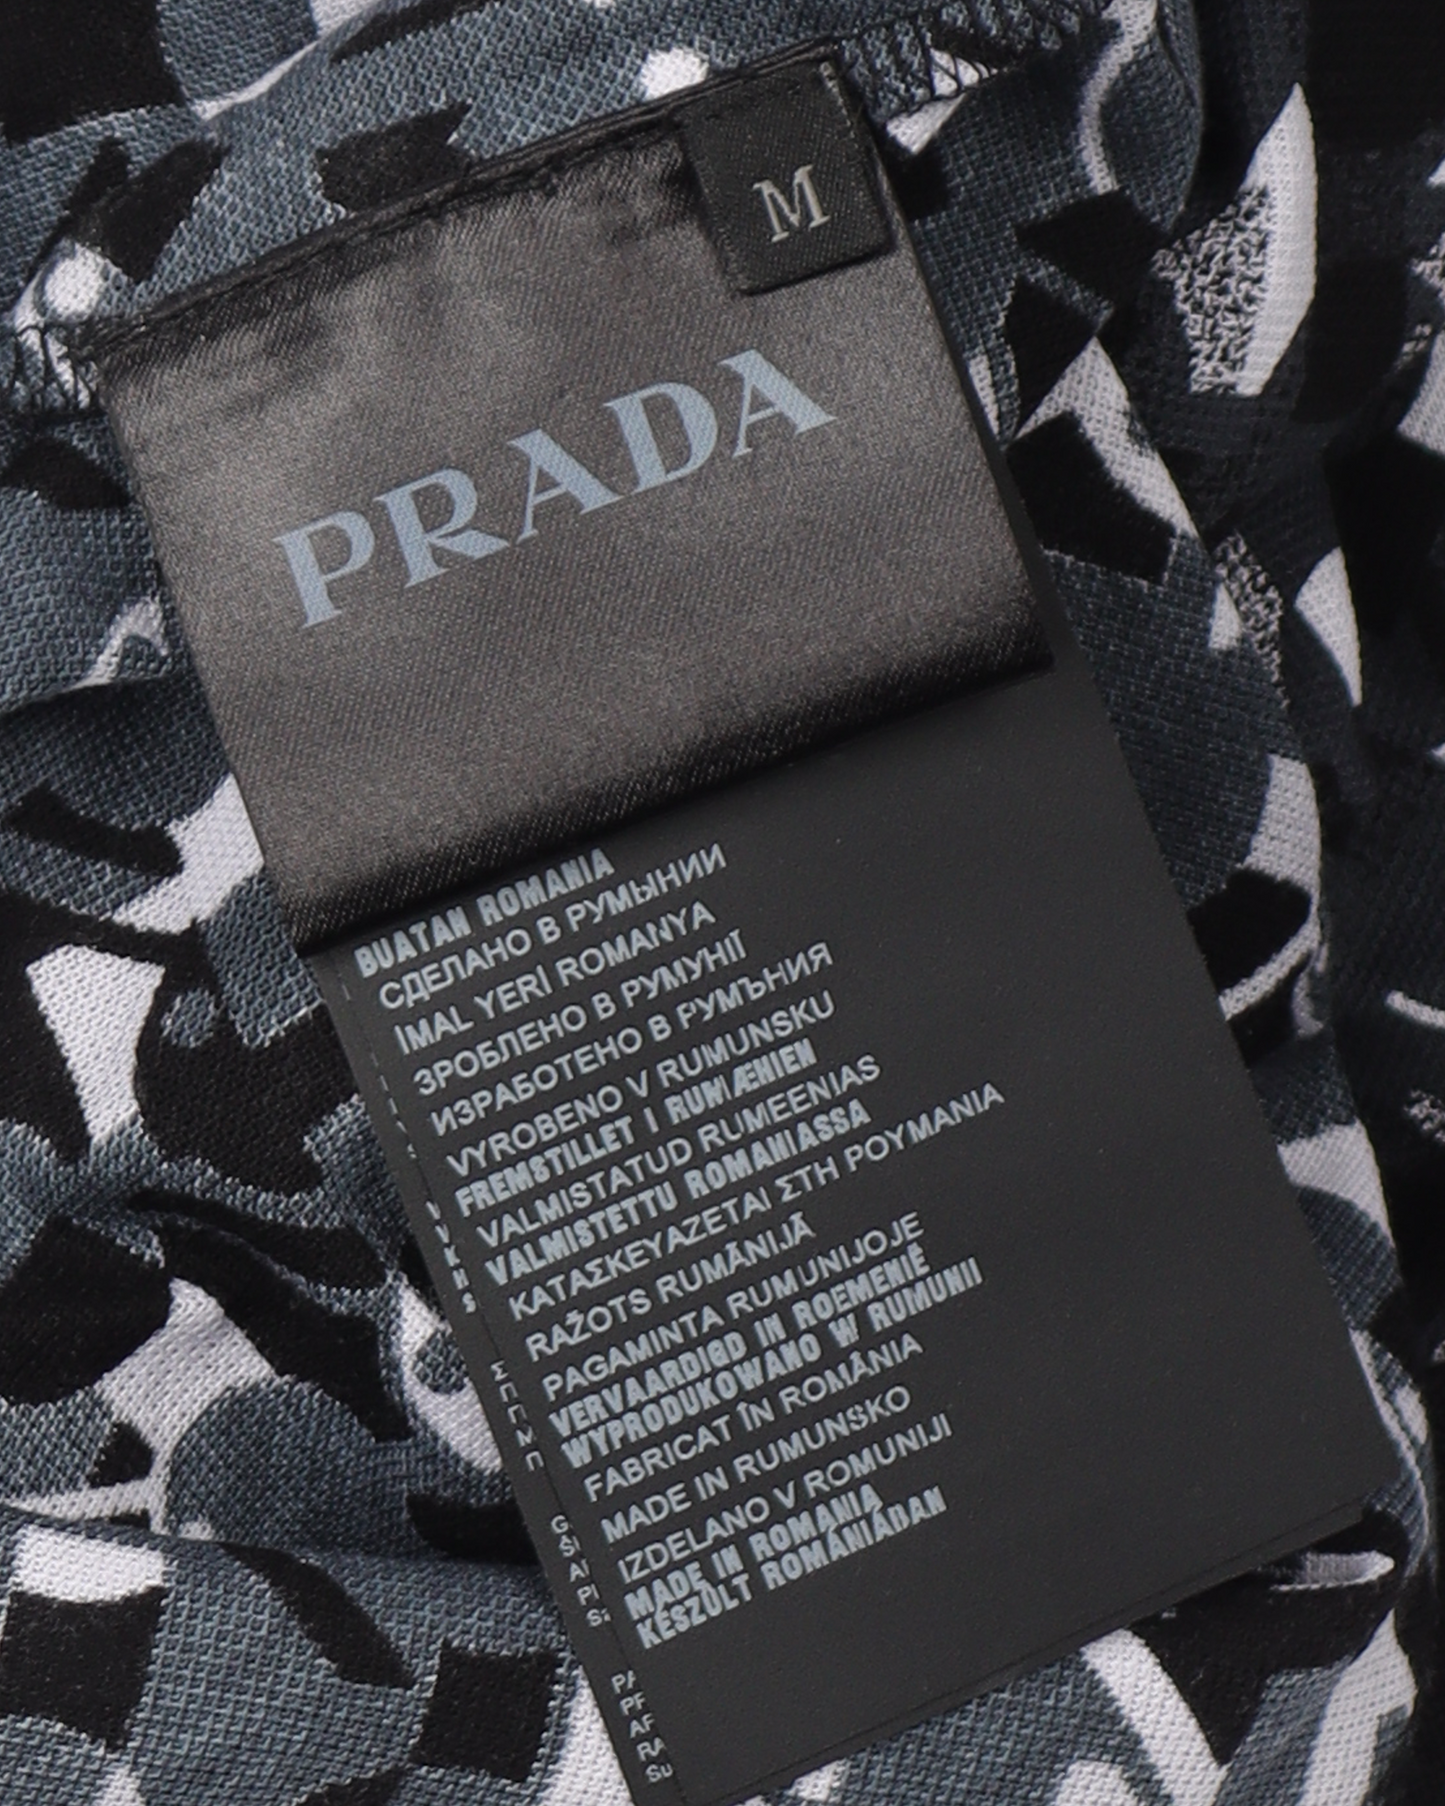 M
PRADA
BUATAN ROMANIA
СДЕЛАНО В РУМЫНИИ
IMAL YERİ ROMANYA
ЗРОБЛЕНО В РУМУНІЇ
ИЗРАБОТЕНО В РУМЪНИЯ
VYROBENO V RUMUNSKU
FREMSTILLET I RUMÆNIEN
VALMISTATUD RUMEENIAS
VALMISTETTU ROMANIASSA
ΚΑΤΑΣΚΕΥΑΖΕΤΑΙ ΣΤΗ ΡΟΥΜΑΝΙΑ
RAŽOTS RUMĀNIJĀ
PAGAMINTA RUMUNIJOJE
VERVAARDIGD IN ROEMENIË
WYPRODUKOWANO W RUMUNII
FABRICAT ÎN ROMÂNIA
MADE IN RUMUNSKO
IZDELANO V ROMUNIJI
MADE IN ROMANIA
KÉSZÜLT ROMÁNIÁBAN